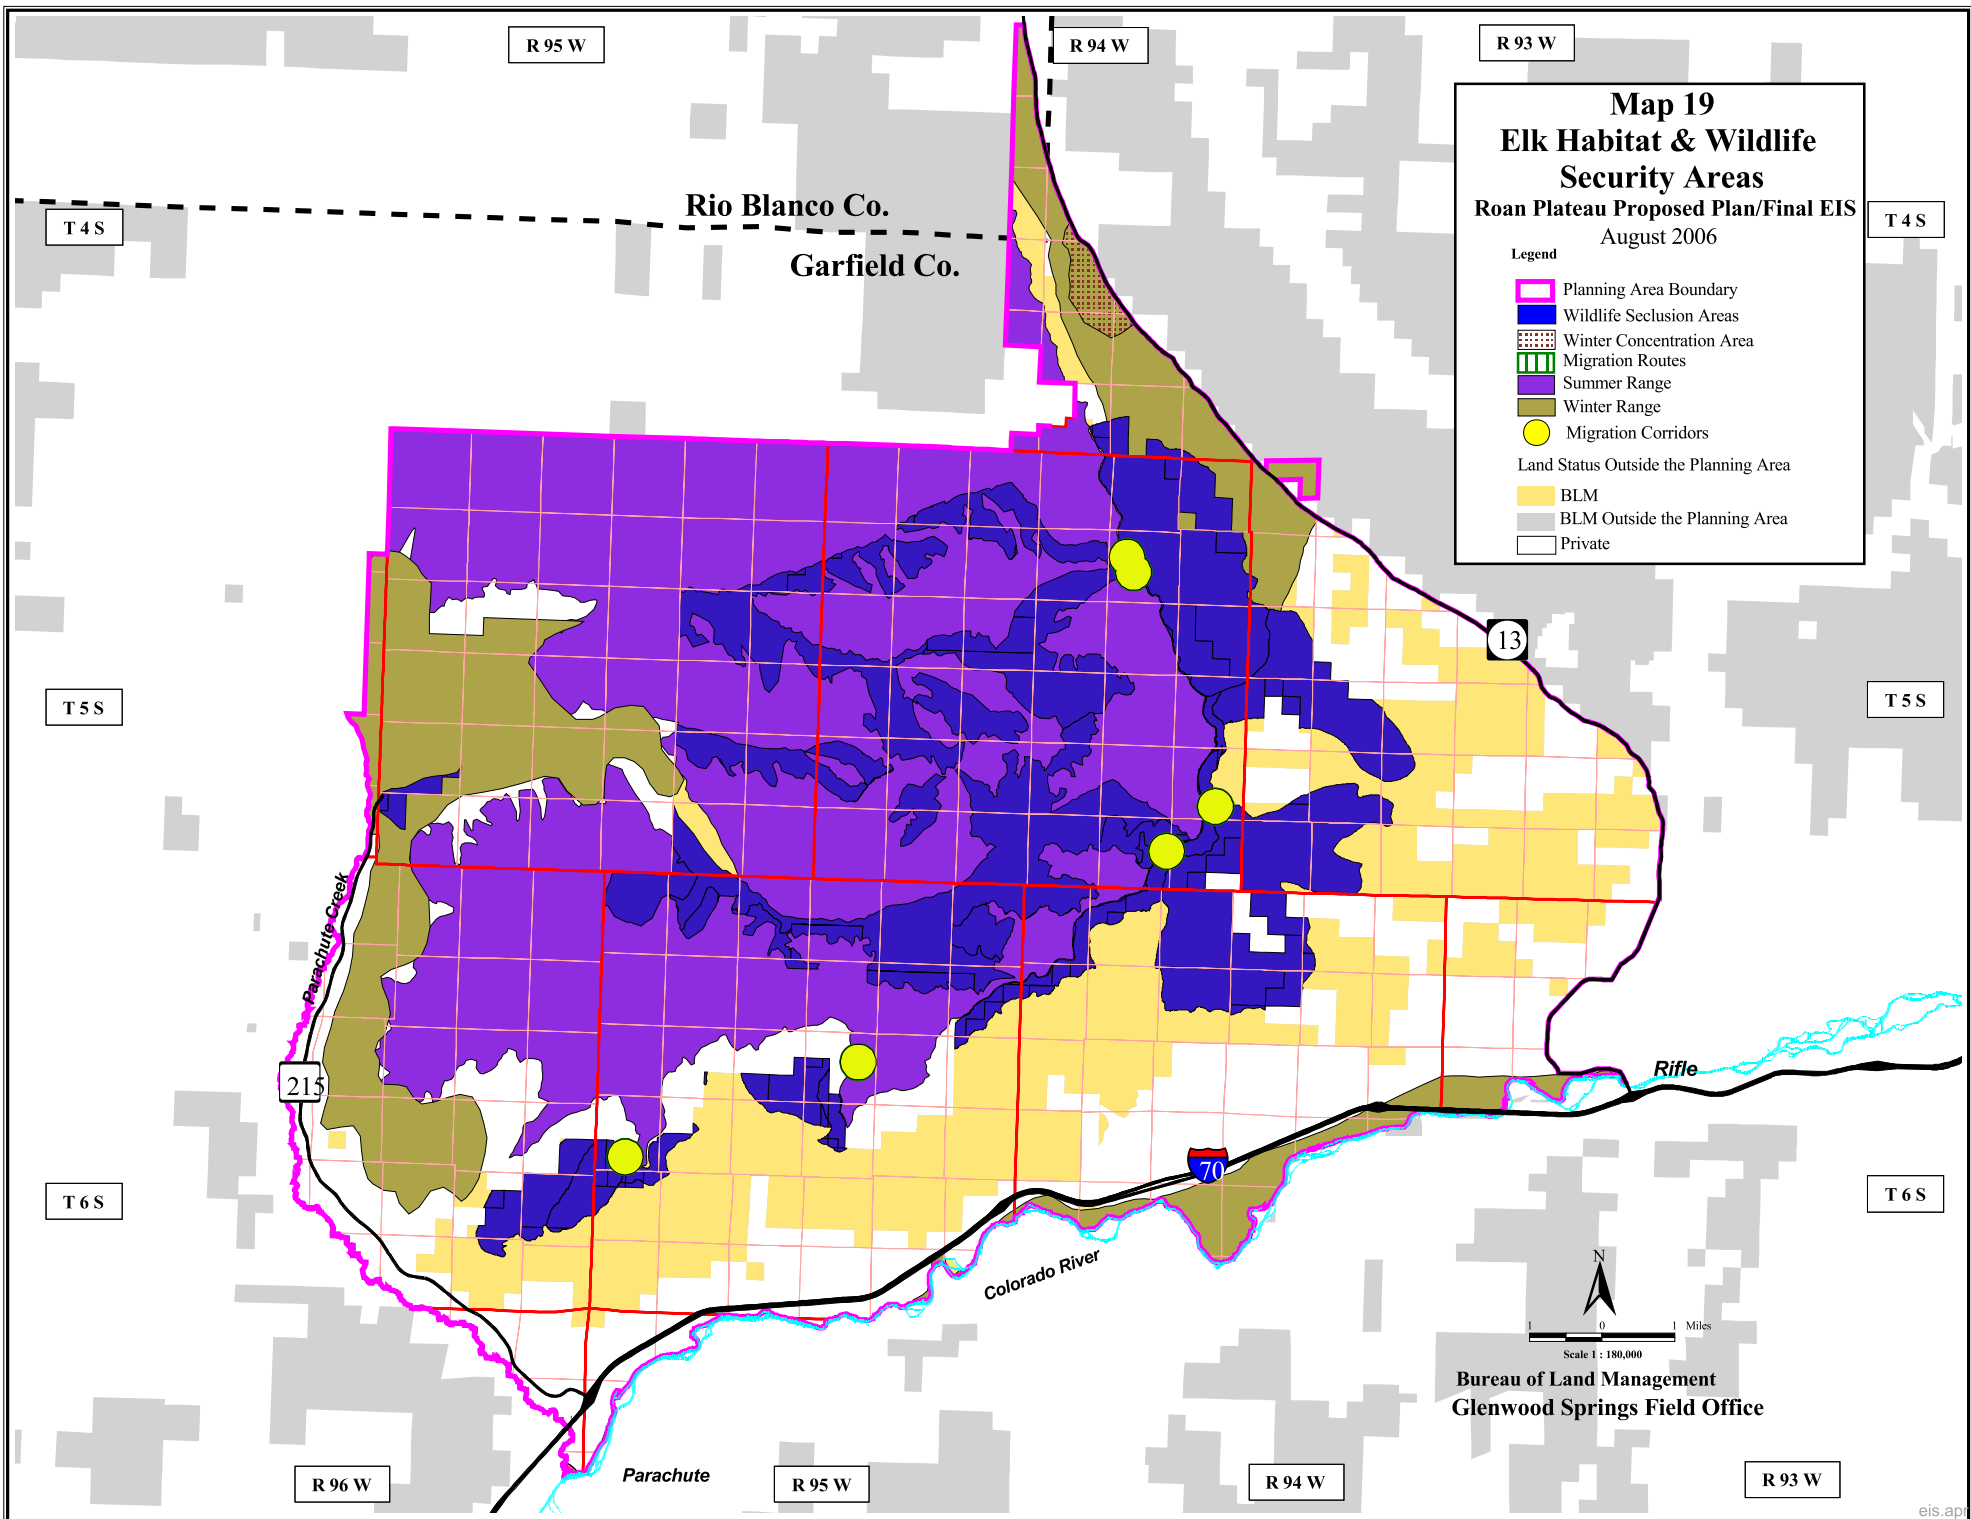 R 95 W
R 94 W
R 93 W
Map 19
Elk Habitat & Wildlife
Security Areas
Roan Plateau Proposed Plan/Final EIS
August 2006
Legend
Planning Area Boundary
Wildlife Seclusion Areas
Winter Concentration Area
Migration Routes
Summer Range
Winter Range
Migration Corridors
Land Status Outside the Planning Area
BLM
BLM Outside the Planning Area
Private
T 4 S
Rio Blanco Co.
Garfield Co.
T 4 S
13
T 5 S
T 5 S
Parachute Creek
215
Rifle
70
T 6 S
T 6 S
Colorado River
N
1 0 1 Miles
Scale 1 : 180,000
Bureau of Land Management
Glenwood Springs Field Office
Parachute
R 96 W
R 95 W
R 94 W
R 93 W
eis.apr